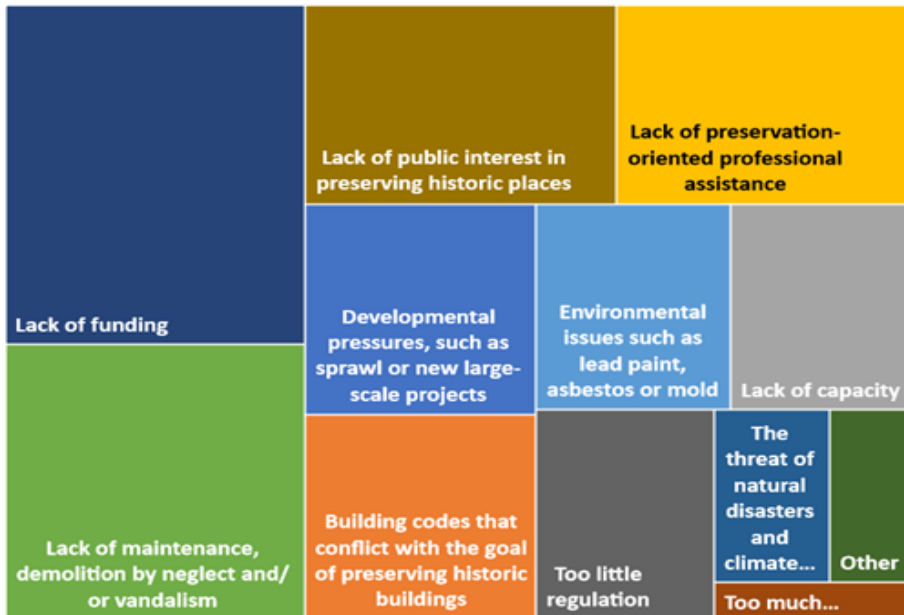 Lack of funding
Lack of public interest in
preserving historic places
Lack of preservation-
oriented professional
assistance
Developmental
pressures, such as
sprawl or new large-
scale projects
Environmental
issues such as
lead paint,
asbestos or mold
Lack of capacity
Lack of maintenance,
demolition by neglect and/
or vandalism
Building codes that
conflict with the goal
of preserving historic
buildings
Too little
regulation
The
threat of
natural
disasters
and
climate...
Other
Too much...